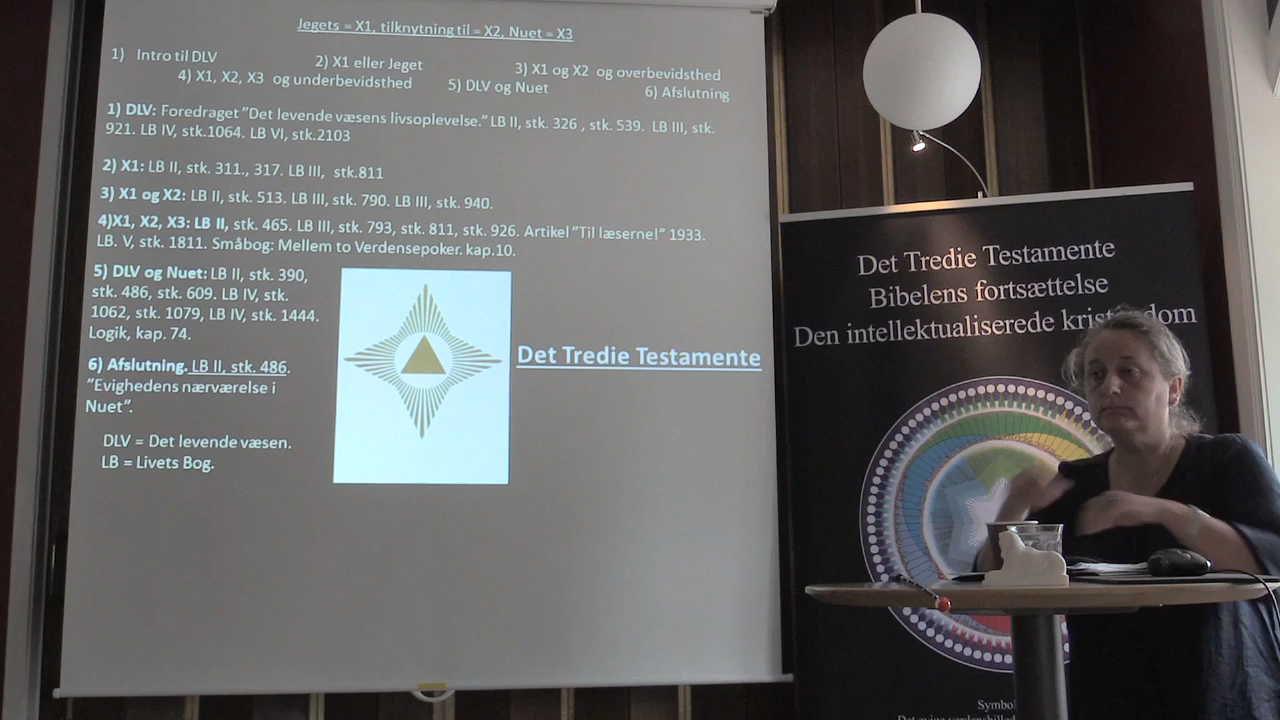 Jegets = X1, tilknytning til = X2, Nuet = X3
1) Intro til DLV 2) X1 eller Jeget 3) X1 og X2 og overbevidsthed
4) X1, X2, X3 og underbevidsthed 5) DLV og Nuet 6) Afslutning
1) DLV: Foredraget "Det levende væsens livsoplevelse." LB II, stk. 326 , stk. 539. LB III, stk.
921. LB IV, stk.1064. LB VI, stk.2103
2) X1: LB II, stk. 311., 317. LB III, stk.811
3) X1 og X2: LB II, stk. 513. LB III, stk. 790. LB III, stk. 940.
4)X1, X2, X3: LB II, stk. 465. LB III, stk. 793, stk. 811, stk. 926. Artikel "Til læserne!" 1933.
LB. V, stk. 1811. Småbog: Mellem to Verdensepoker. kap.10.
5) DLV og Nuet: LB II, stk. 390,
stk. 486, stk. 609. LB IV, stk.
1062, stk. 1079, LB IV, stk. 1444.
Logik, kap. 74.
6) Afslutning. LB II, stk. 486.
"Evighedens nærværelse i
Nuet".
DLV = Det levende væsen.
LB = Livets Bog.
Det Tredie Testamente
Det Tredie Testamente
Bibelens fortsættelse
Den intellektualiserede